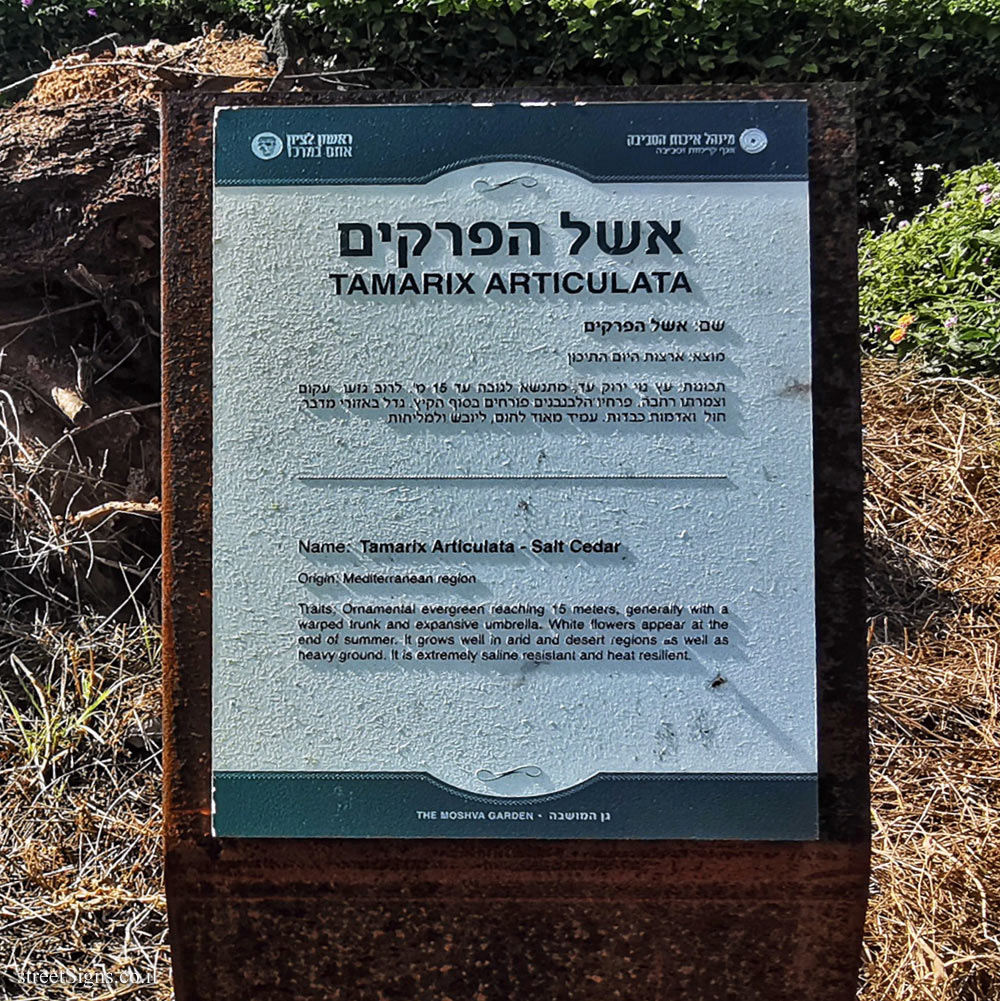 ראשון לציון
אתם במרכז
מינהל איכות הסביבה
אגף קיימות וסביבה
אשל הפרקים
TAMARIX ARTICULATA
שם: אשל הפרקים
מוצא: ארצות הים התיכון
תכונות: עץ נוי ירוק עד, מתנשא לגובה עד 15 מ'. לרוב גזעו עקום
וצמרתו רחבה. פרחיו הלבנבנים פורחים בסוף הקיץ. גדל באזורי מדבר
חול ואדמות כבדות. עמיד מאוד לחום, ליובש ולמליחות
Name: Tamarix Articulata - Salt Cedar
Origin: Mediterranean region
Traits: Ornamental evergreen reaching 15 meters, generally with a
warped trunk and expansive umbrella. White flowers appear at the
end of summer. It grows well in arid and desert regions as well as
heavy ground. It is extremely saline resistant and heat resilient.
THE MOSHVA GARDEN • גן המושבה
streetSigns.co.il